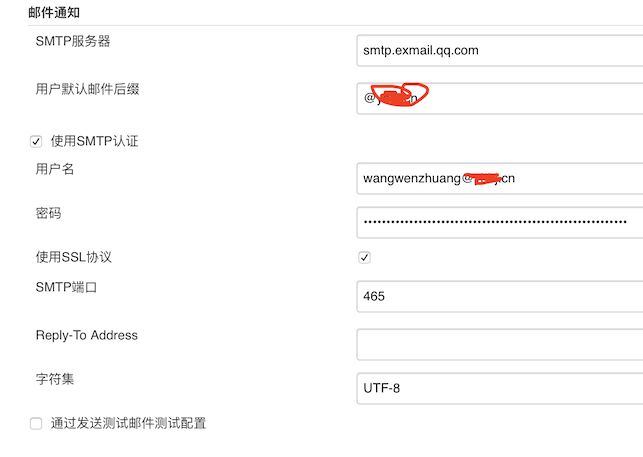 邮件通知
SMTP服务器
smtp.exmail.qq.com
用户默认邮件后缀
@
使用SMTP认证
用户名
wangwenzhuang@ .cn
密码
使用SSL协议
SMTP端口
465
Reply-To Address
字符集
UTF-8
通过发送测试邮件测试配置